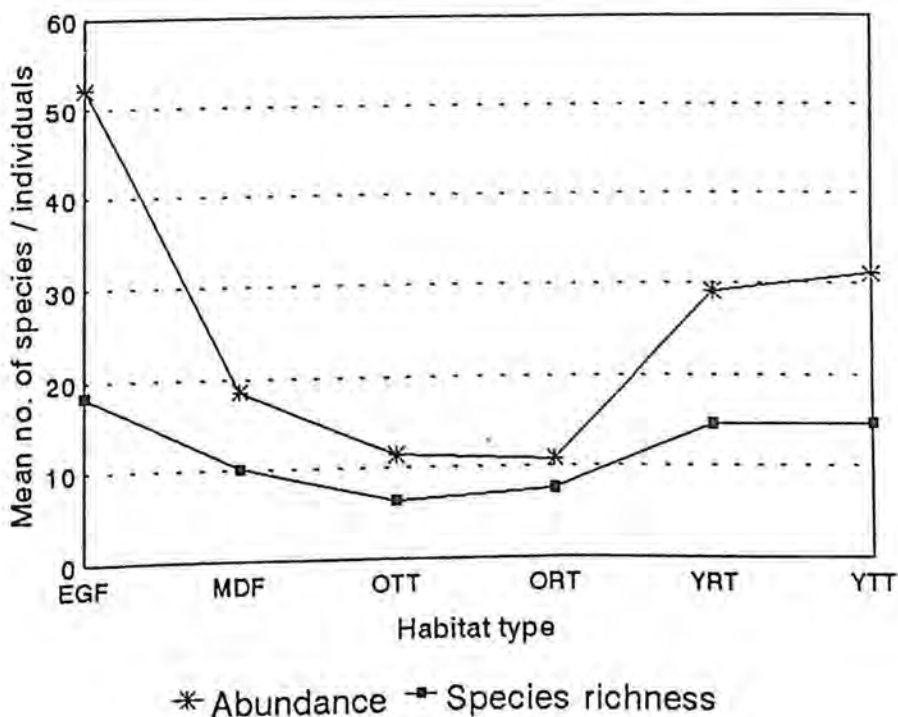 Mean no. of species / individuals
60
50
40
30
20
10
0
EGF MDF OTT ORT YRT YTT
Habitat type
Abundance Species richness